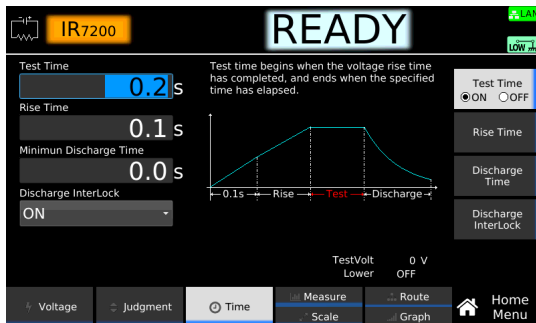 IR7200
READY
LAN
LOW
Test Time
0.2 s
Rise Time
0.1 s
Minimun Discharge Time
0.0 s
Discharge InterLock
ON
Test time begins when the voltage rise time
has completed, and ends when the specified
time has elapsed.
0.1s
Rise
Test
Discharge
TestVolt 0 V
Lower OFF
Test Time
ON OFF
Rise Time
Discharge
Time
Discharge
InterLock
Voltage
Judgment
Time
Measure
Scale
Route
Graph
Home
Menu